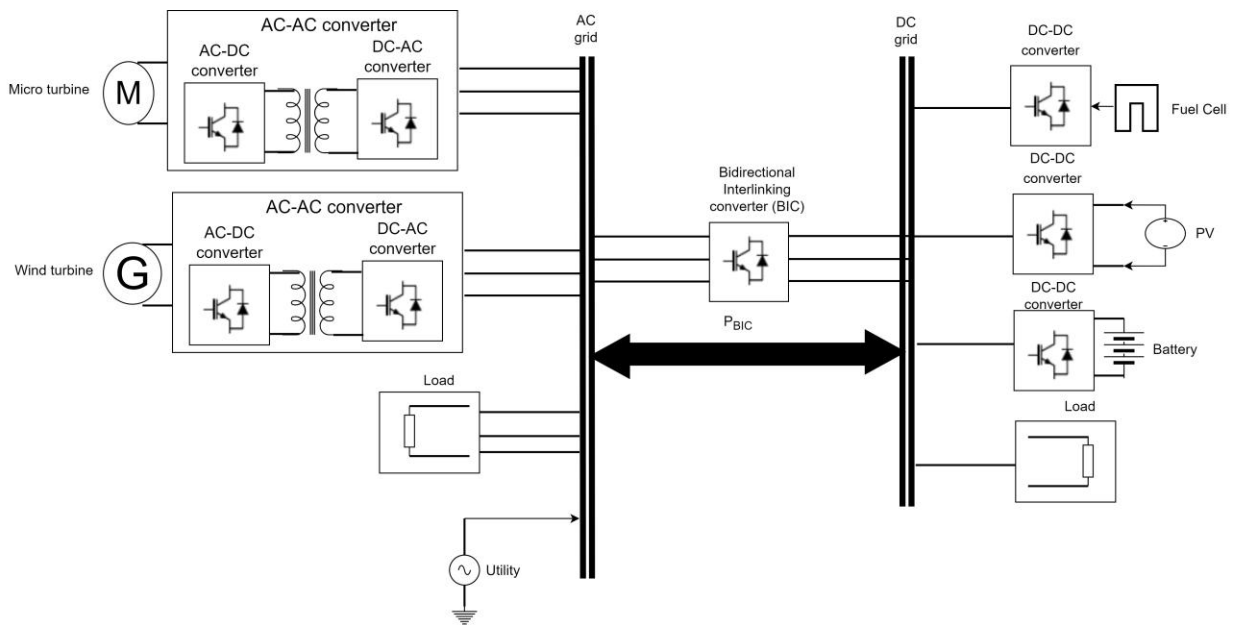 AC-AC converter
AC-DC
converter
DC-AC
converter
Micro turbine
M
AC-AC converter
AC-DC
converter
DC-AC
converter
Wind turbine
G
Load
Utility
AC
grid
Bidirectional
Interlinking
converter (BIC)
PBIC
DC
grid
DC-DC
converter
Fuel Cell
DC-DC
converter
PV
DC-DC
converter
Battery
Load